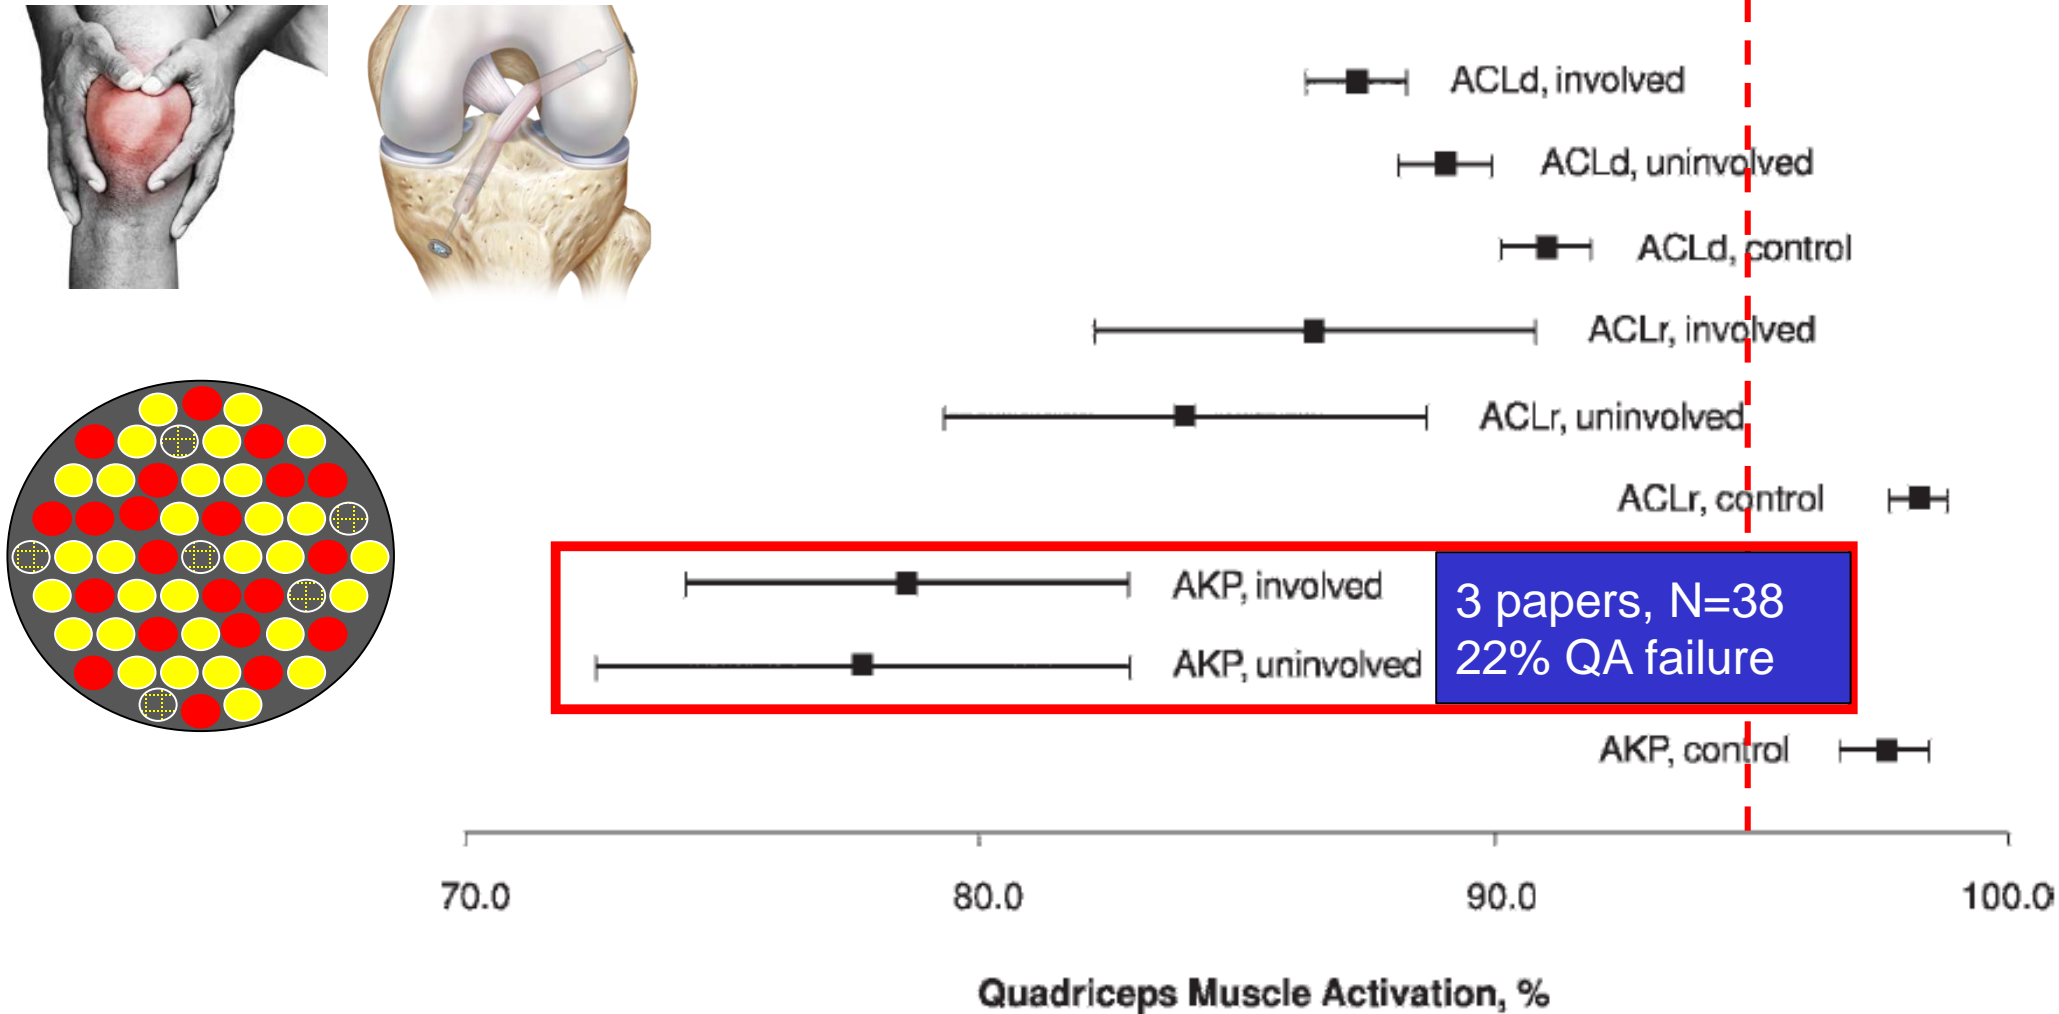 ACLd, involved
ACLd, uninvolved
ACLd, control
ACLr, involved
ACLr, uninvolved
ACLr, control
AKP, involved
3 papers, N=38
22% QA failure
AKP, uninvolved
AKP, control
70.0
80.0
90.0
100.0
Quadriceps Muscle Activation, %